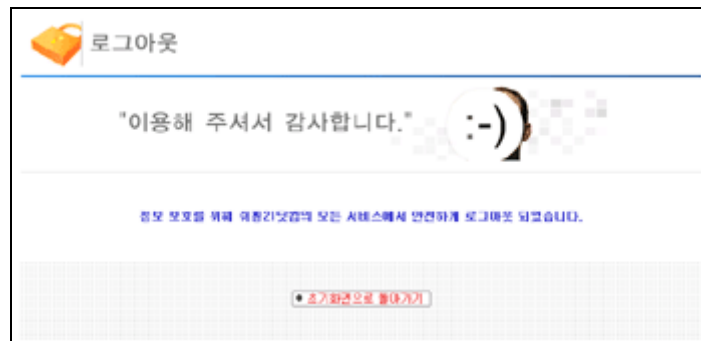 로그아웃
"이용해 주셔서 감사합니다."
:-)
정보 보호를 위해 의 모든 서비스에서 안전하게 로그아웃 되었습니다.
초기화면으로 돌아가기